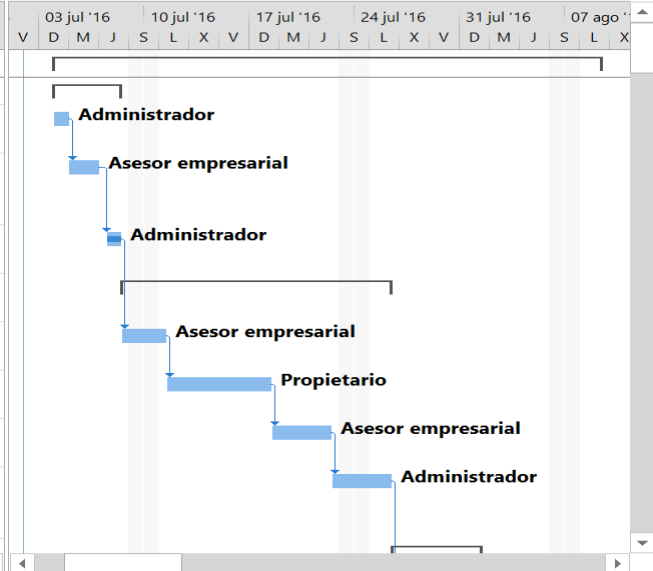 03 jul '16 10 jul '16 17 jul '16 24 jul '16 31 jul '16 07 ago '
V D M J S L X V D M J S L X V D M J S L X
Administrador
Asesor empresarial
Administrador
Asesor empresarial
Propietario
Asesor empresarial
Administrador